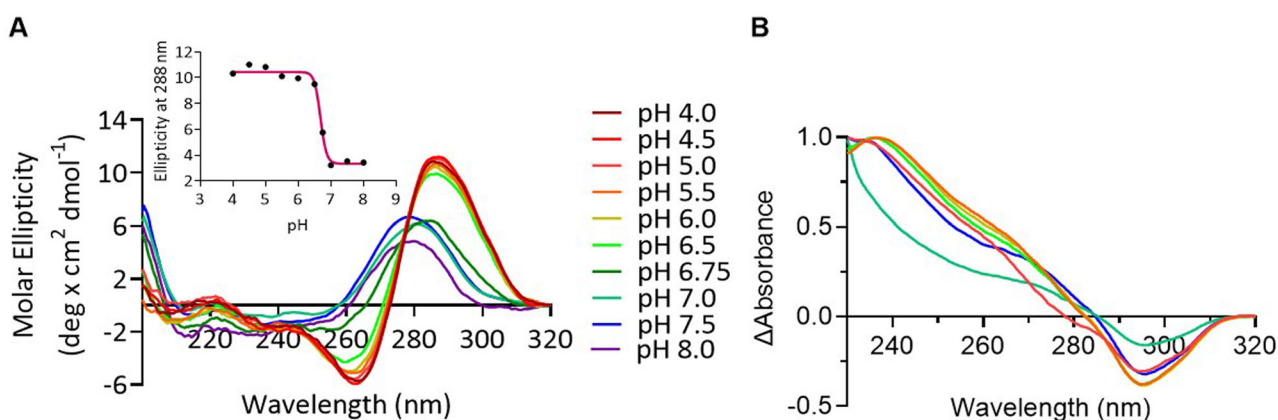 A
B
Ellipticity at 288 nm
12
10
8
6
4
2
3 4 5 6 7 8 9
pH
Molar Ellipticity
(deg x cm² dmol⁻¹)
14
10
6
2
-2
-6
220 240 260 280 300 320
Wavelength (nm)
pH 4.0
pH 4.5
pH 5.0
pH 5.5
pH 6.0
pH 6.5
pH 6.75
pH 7.0
pH 7.5
pH 8.0
ΔAbsorbance
1.0
0.5
0.0
-0.5
240 260 280 300 320
Wavelength (nm)